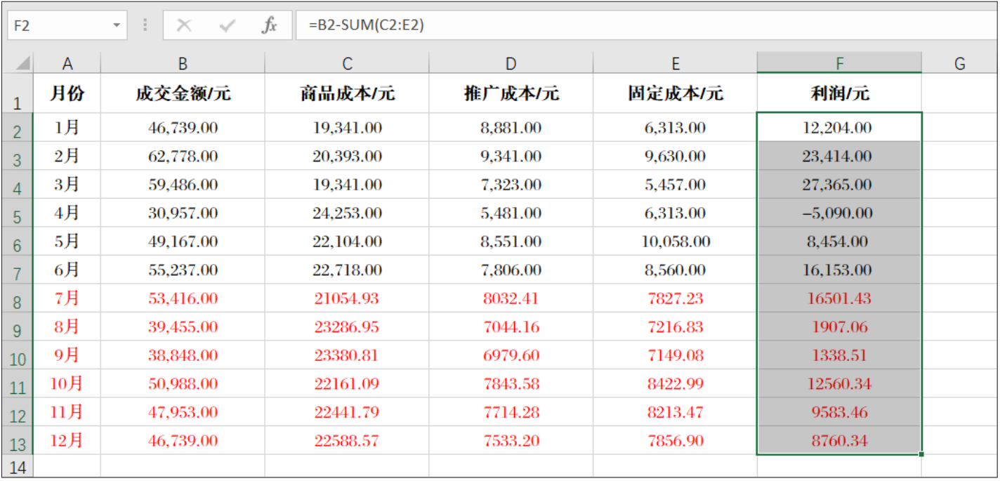 F2 fx =B2-SUM(C2:E2)
A B C D E F G
1 月份 成交金额/元 商品成本/元 推广成本/元 固定成本/元 利润/元
2 1月 46,739.00 19,341.00 8,881.00 6,313.00 12,204.00
3 2月 62,778.00 20,393.00 9,341.00 9,630.00 23,414.00
4 3月 59,486.00 19,341.00 7,323.00 5,457.00 27,365.00
5 4月 30,957.00 24,253.00 5,481.00 6,313.00 –5,090.00
6 5月 49,167.00 22,104.00 8,551.00 10,058.00 8,454.00
7 6月 55,237.00 22,718.00 7,806.00 8,560.00 16,153.00
8 7月 53,416.00 21054.93 8032.41 7827.23 16501.43
9 8月 39,455.00 23286.95 7044.16 7216.83 1907.06
10 9月 38,848.00 23380.81 6979.60 7149.08 1338.51
11 10月 50,988.00 22161.09 7843.58 8422.99 12560.34
12 11月 47,953.00 22441.79 7714.28 8213.47 9583.46
13 12月 46,739.00 22588.57 7533.20 7856.90 8760.34
14